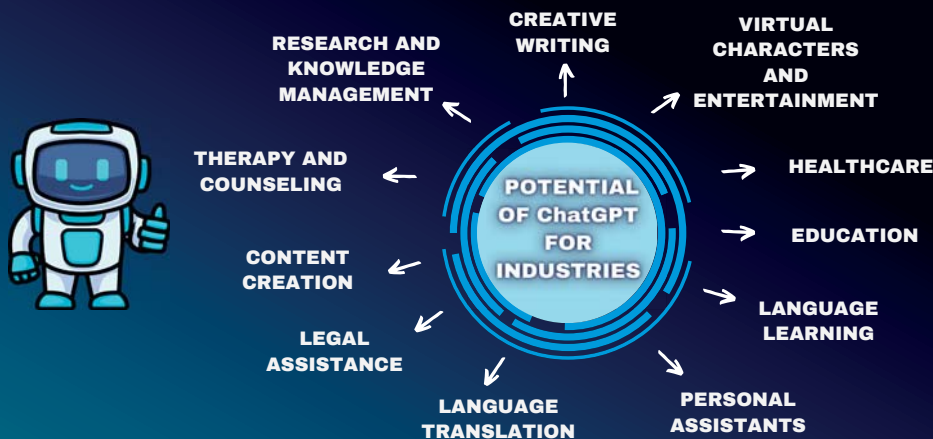 CREATIVE
WRITING
VIRTUAL
CHARACTERS
AND
ENTERTAINMENT
RESEARCH AND
KNOWLEDGE
MANAGEMENT
THERAPY AND
COUNSELING
HEALTHCARE
POTENTIAL
OF ChatGPT
FOR
INDUSTRIES
EDUCATION
CONTENT
CREATION
LANGUAGE
LEARNING
LEGAL
ASSISTANCE
LANGUAGE
TRANSLATION
PERSONAL
ASSISTANTS